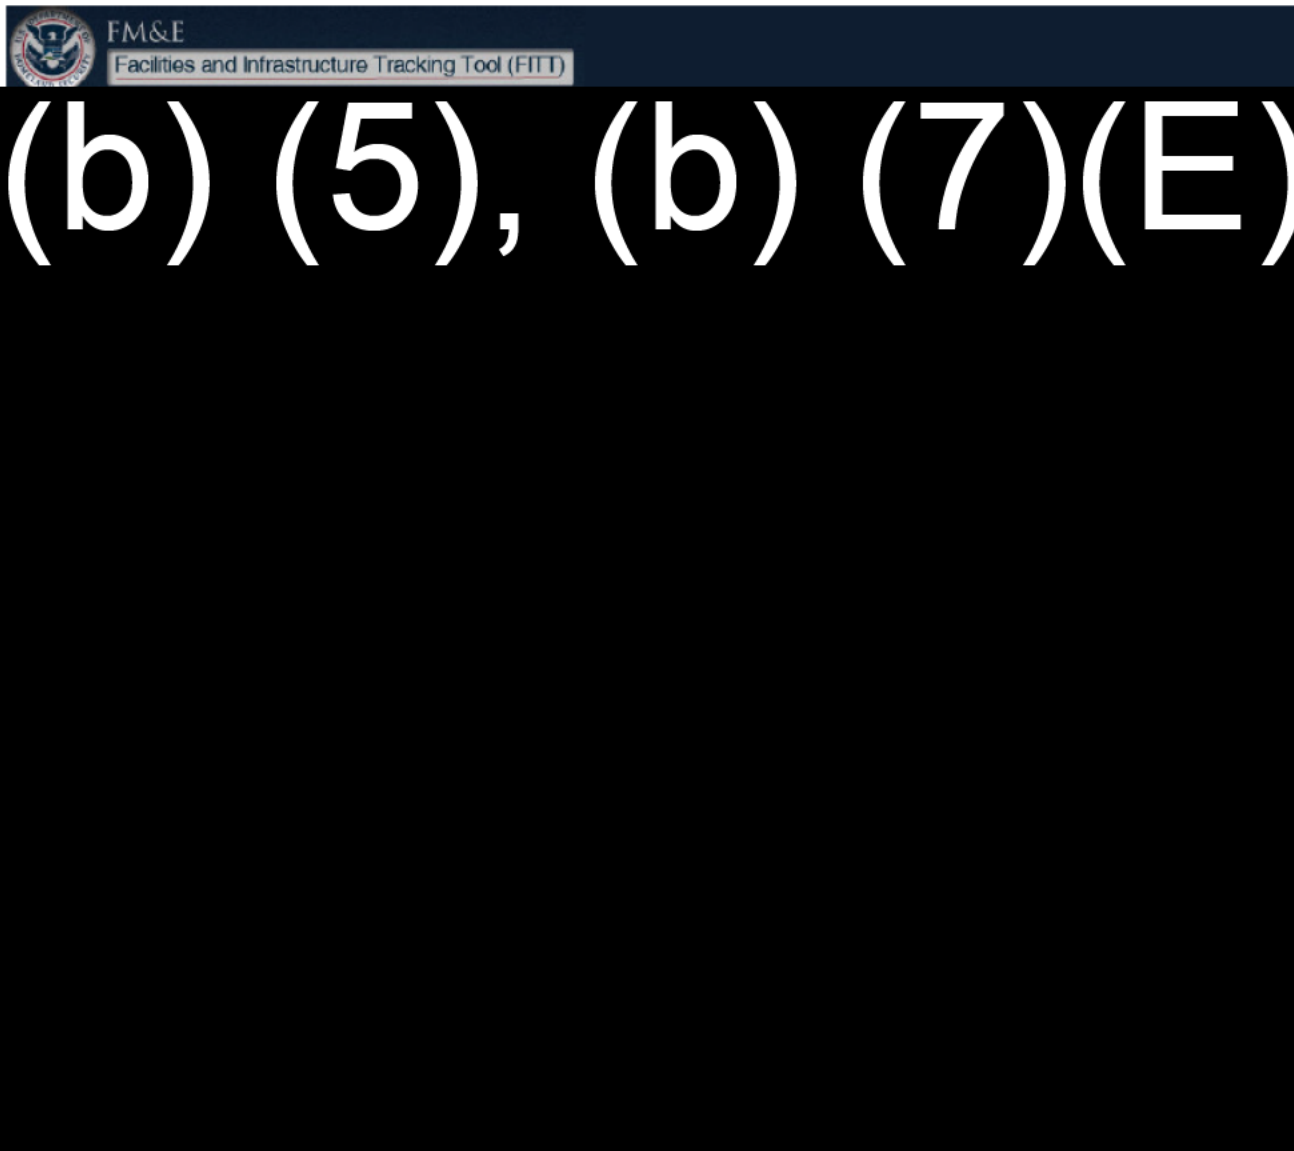 FM&E
Facilities and Infrastructure Tracking Tool (FITT)
(b) (5), (b) (7)(E)